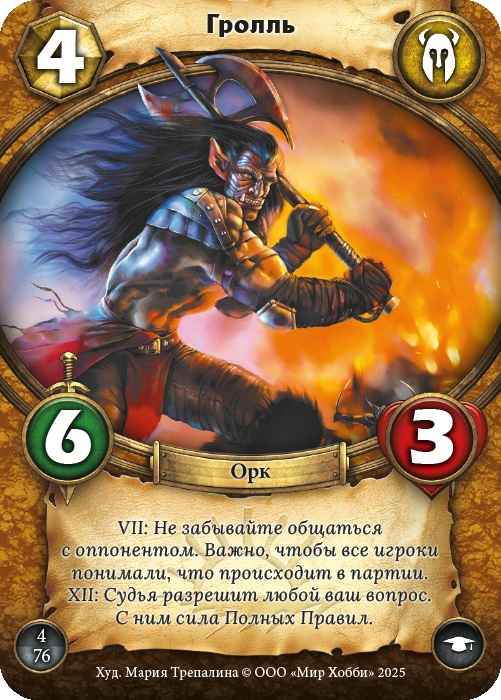 Гролль
4
6
3
Орк
VII: Не забывайте общаться
с оппонентом. Важно, чтобы все игроки
понимали, что происходит в партии.
XII: Судья разрешит любой ваш вопрос.
С ним сила Полных Правил.
4
76
Худ. Мария Трепалина © ООО «Мир Хобби» 2025